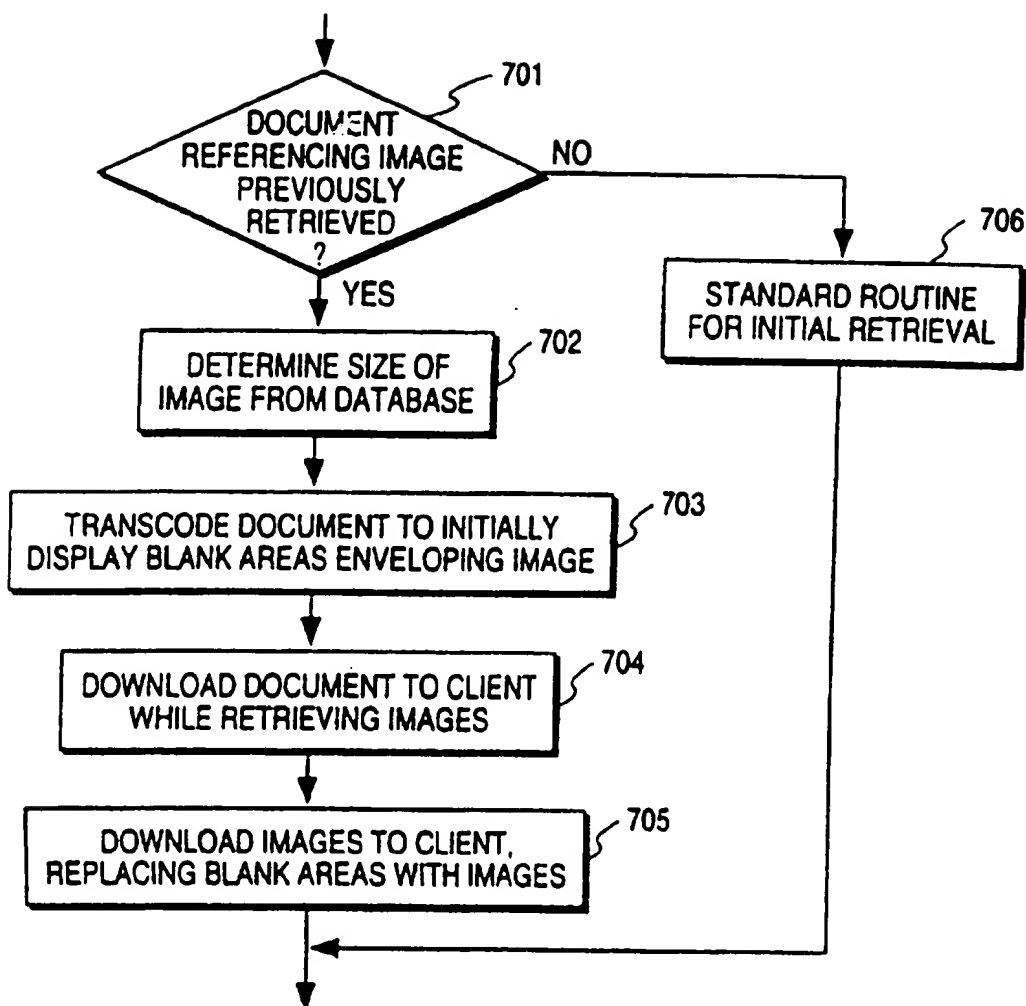 701
DOCUMENT
REFERENCING IMAGE
PREVIOUSLY
RETRIEVED
?
NO
YES
706
STANDARD ROUTINE
FOR INITIAL RETRIEVAL
702
DETERMINE SIZE OF
IMAGE FROM DATABASE
703
TRANSCODE DOCUMENT TO INITIALLY
DISPLAY BLANK AREAS ENVELOPING IMAGE
704
DOWNLOAD DOCUMENT TO CLIENT
WHILE RETRIEVING IMAGES
705
DOWNLOAD IMAGES TO CLIENT,
REPLACING BLANK AREAS WITH IMAGES